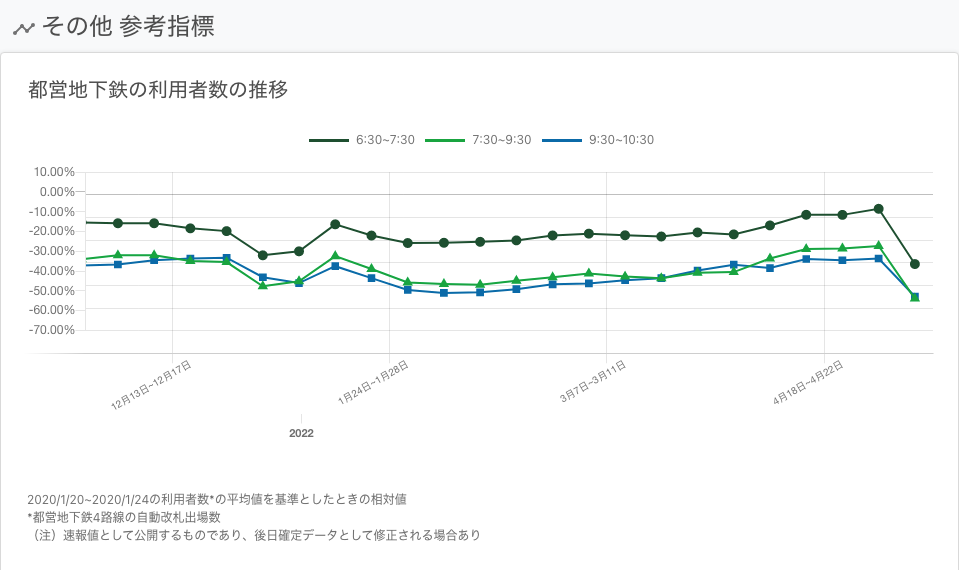 その他 参考指標
都営地下鉄の利用者数の推移
6:30~7:30 7:30~9:30 9:30~10:30
10.00%
0.00%
-10.00%
-20.00%
-30.00%
-40.00%
-50.00%
-60.00%
-70.00%
12月13日~12月17日 1月24日~1月28日 3月7日~3月11日 4月18日~4月22日
2022
2020/1/20~2020/1/24の利用者数*の平均値を基準としたときの相対値
*都営地下鉄4路線の自動改札出場数
（注）速報値として公開するものであり、後日確定データとして修正される場合あり